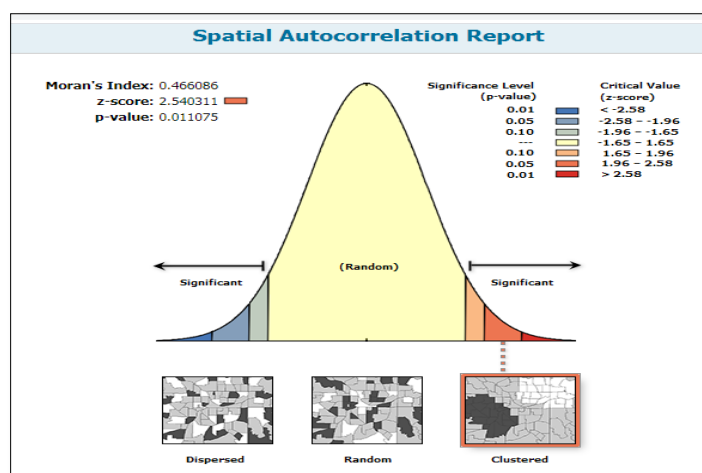 Spatial Autocorrelation Report
Moran's Index: 0.466086
z-score: 2.540311
p-value: 0.011075
Significance Level
(p-value)
Critical Value
(z-score)
0.01 < -2.58
0.05 -2.58 – -1.96
0.10 -1.96 – -1.65
--- -1.65 – 1.65
0.10 1.65 – 1.96
0.05 1.96 – 2.58
0.01 > 2.58
(Random)
Significant
Significant
Dispersed
Random
Clustered